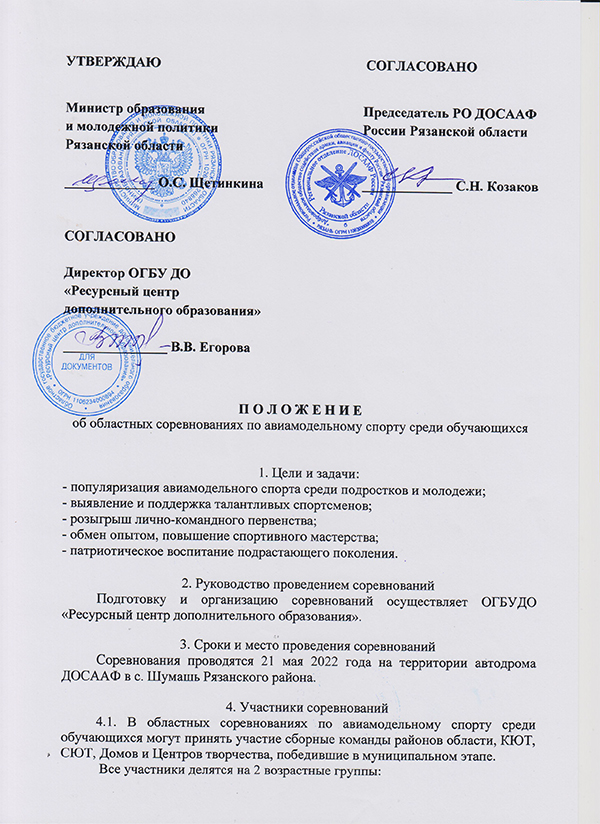 УТВЕРЖДАЮ
Министр образования
и молодежной политики
Рязанской области
О.С. Щетинкина
СОГЛАСОВАНО
Председатель РО ДОСААФ
России Рязанской области
С.Н. Козаков
СОГЛАСОВАНО
Директор ОГБУ ДО
«Ресурсный центр
дополнительного образования»
В.В. Егорова
ДЛЯ
ДОКУМЕНТОВ
П О Л О Ж Е Н И Е
об областных соревнованиях по авиамодельному спорту среди обучающихся
1. Цели и задачи:
- популяризация авиамодельного спорта среди подростков и молодежи;
- выявление и поддержка талантливых спортсменов;
- розыгрыш лично-командного первенства;
- обмен опытом, повышение спортивного мастерства;
- патриотическое воспитание подрастающего поколения.
2. Руководство проведением соревнований
Подготовку и организацию соревнований осуществляет ОГБУДО
«Ресурсный центр дополнительного образования».
3. Сроки и место проведения соревнований
Соревнования проводятся 21 мая 2022 года на территории автодрома
ДОСААФ в с. Шумашь Рязанского района.
4. Участники соревнований
4.1. В областных соревнованиях по авиамодельному спорту среди
обучающихся могут принять участие сборные команды районов области, КЮТ,
СЮТ, Домов и Центров творчества, победившие в муниципальном этапе.
Все участники делятся на 2 возрастные группы: